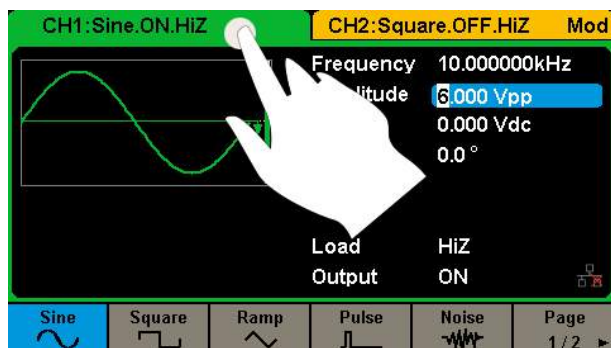 CH1:Sine.ON.HiZ
CH2:Square.OFF.HiZ Mod
Frequency 10.000000kHz
6.000 Vpp
0.000 Vdc
0.0 °
Load HiZ
Output ON
Sine Square Ramp Pulse Noise Page
1/2